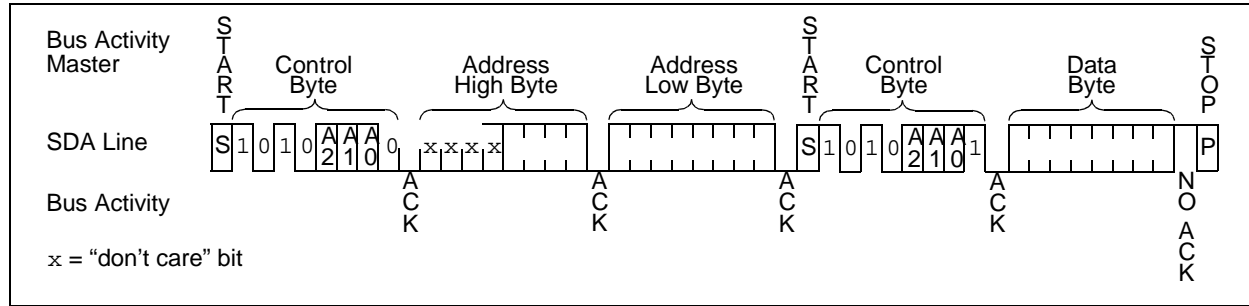 Bus Activity
Master
START
Control
Byte
Address
High Byte
Address
Low Byte
START
Control
Byte
Data
Byte
STOP
SDA Line
S 1 0 1 0 A2 A1 A0 0 x x x x S 1 0 1 0 A2 A1 A0 1 P
Bus Activity
ACK
ACK
ACK
ACK
NO ACK
x = “don’t care” bit